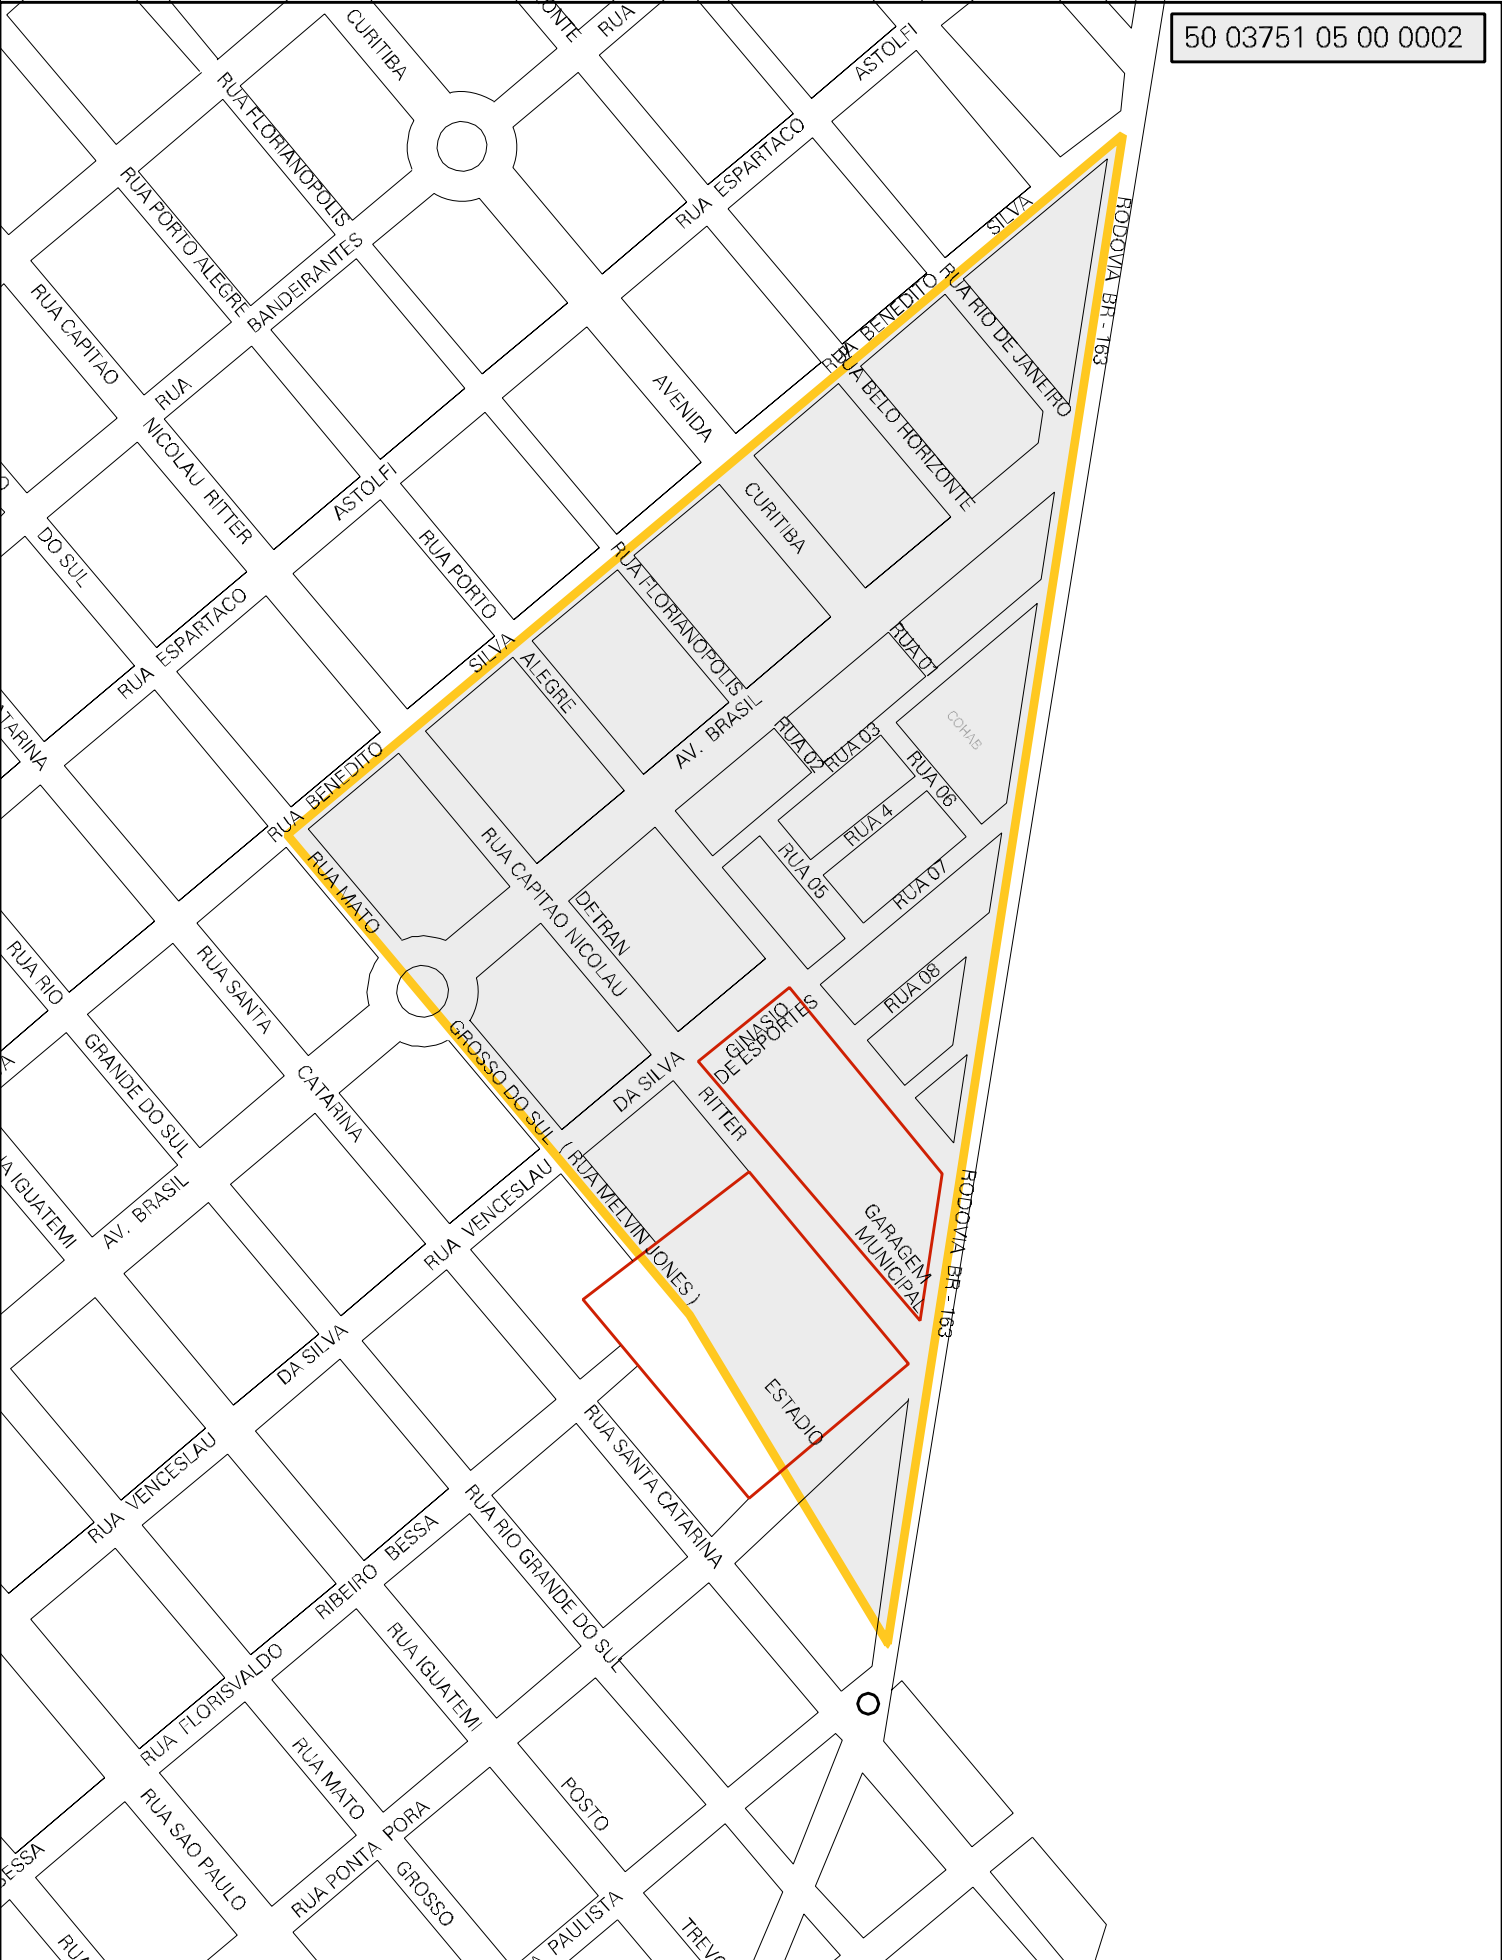 50 03751 05 00 0002
CURITIBA
RUA
ASTOLFI
RUA FLORIANOPOLIS
RUA ESPARTACO
RUA PORTO ALEGRE
SILVA
RODOVIA BR - 163
RUA CAPITAO
BANDEIRANTES
RUA
RUA BENEDITO
RUA RIO DE JANEIRO
RUA BELO HORIZONTE
AVENIDA
NICOLAU RITTER
ASTOLFI
CURITIBA
DO SUL
RUA PORTO
RUA FLORIANOPOLIS
RUA ESPARTACO
SILVA
ALEGRE
RUA 01
AV. BRASIL
COHAB
RUA 02
RUA 03
RUA 06
RUA BENEDITO
RUA 4
RUA MATO
RUA CAPITAO NICOLAU
RUA 05
RUA 07
DETRAN
RUA RIO
RUA SANTA
RUA 08
GINASIO
DE ESPORTES
GROSSO DO SUL ( RUA MELVIN JONES )
GRANDE DO SUL
CATARINA
DA SILVA
RITTER
AV. BRASIL
RUA VENCESLAU
RODOVIA BR - 163
GARAGEM
MUNICIPAL
DA SILVA
ESTADIO
RUA VENCESLAU
RUA SANTA CATARINA
RUA RIO GRANDE DO SUL
RIBEIRO BESSA
RUA FLORISVALDO
RUA IGUATEMI
RUA MATO
POSTO
RUA SAO PAULO
RUA PONTA PORA
GROSSO
PAULISTA
RUA